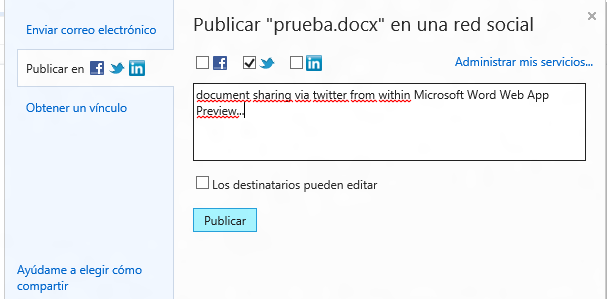 Enviar correo electrónico
Publicar en
Obtener un vínculo
Ayúdame a elegir cómo
compartir
Publicar "prueba.docx" en una red social
Administrar mis servicios...
document sharing via twitter from within Microsoft Word Web App
Preview...
Los destinatarios pueden editar
Publicar